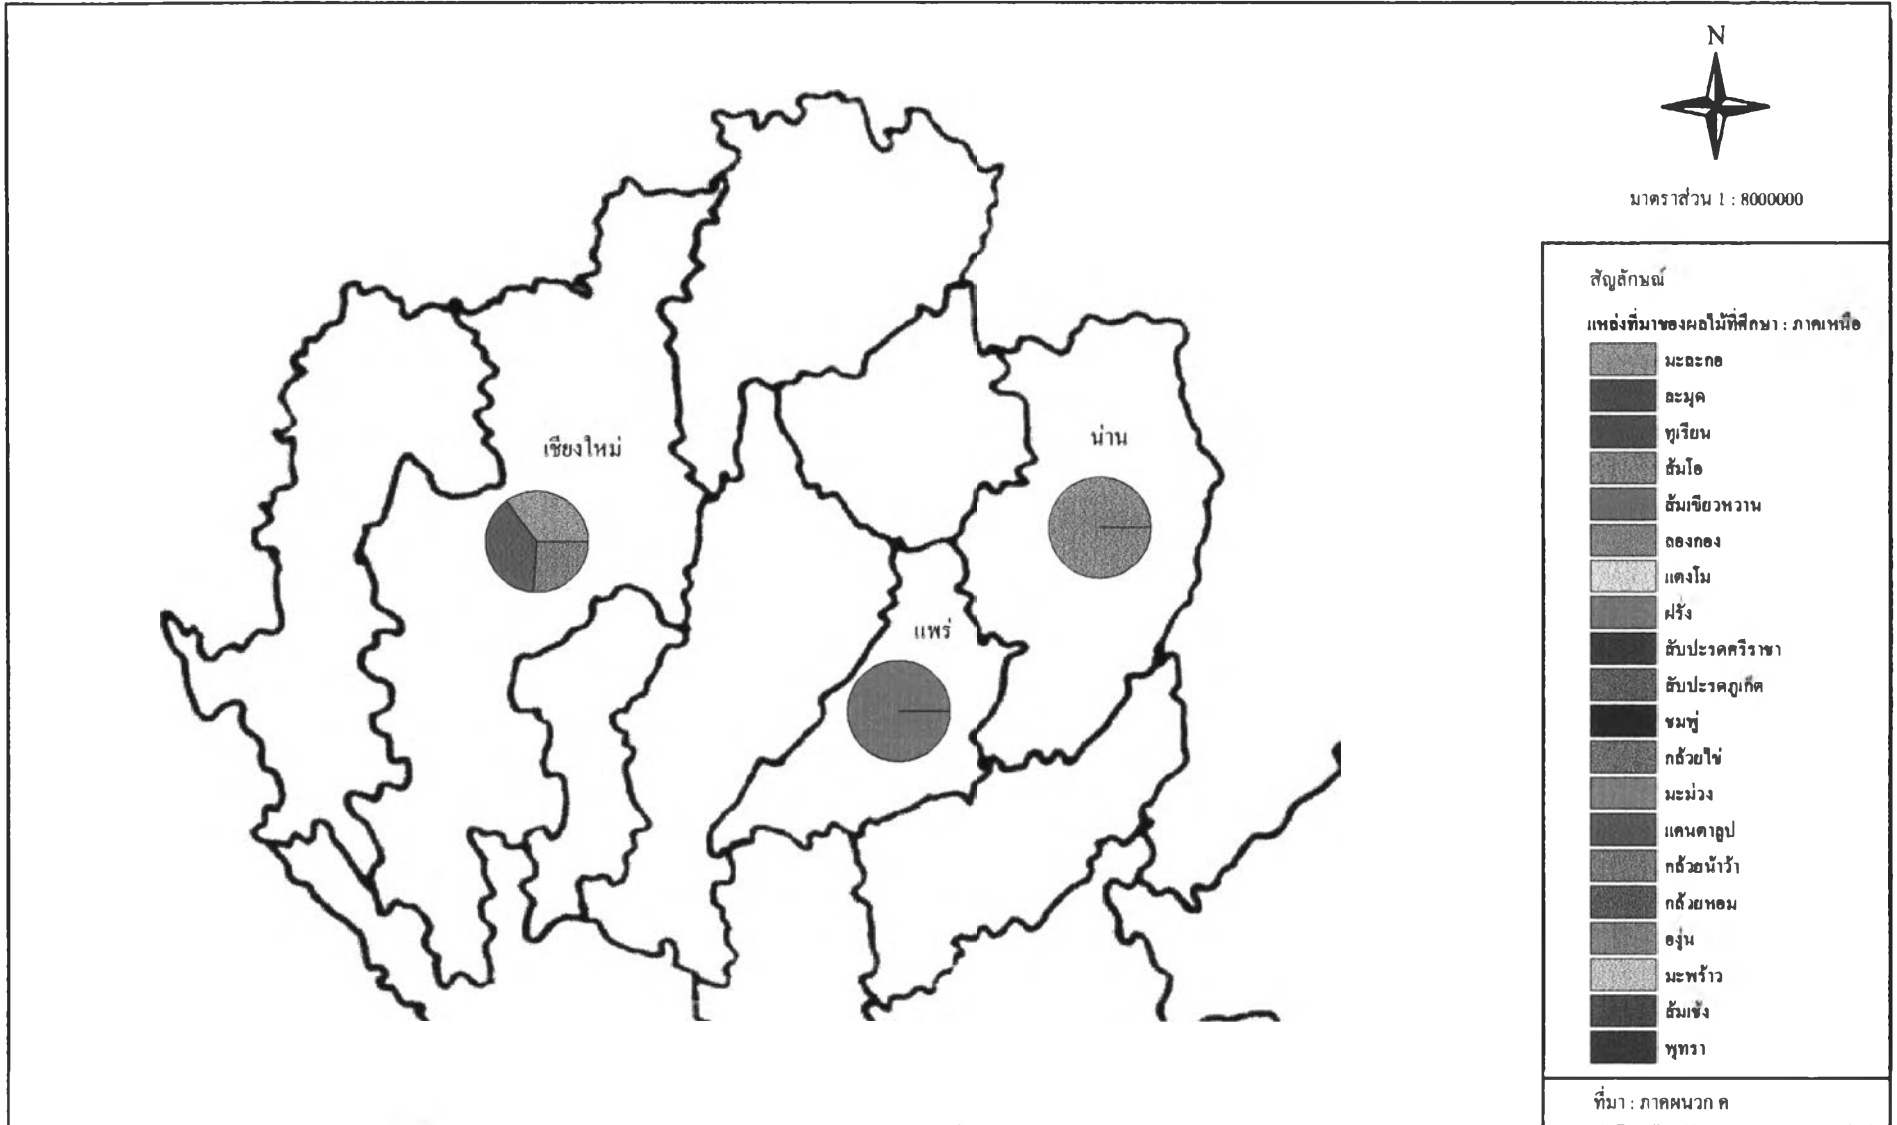 N
มาตราส่วน 1 : 8000000
สัญลักษณ์
แหล่งที่มาของผลไม้ที่ศึกษา : ภาคเหนือ
มะละกอ
ละมุด
ทุเรียน
ส้มโอ
ส้มเขียวหวาน
ลองกอง
แตงโม
ฝรั่ง
สับปะรดศรีราชา
สับปะรดภูเก็ต
ชมพู่
กล้วยไข่
มะม่วง
แคนตาลูป
กล้วยน้ำว้า
กล้วยหอม
องุ่น
มะพร้าว
ส้มเช้ง
พุทรา
ที่มา : ภาคผนวก ค
เชียงใหม่
น่าน
แพร่